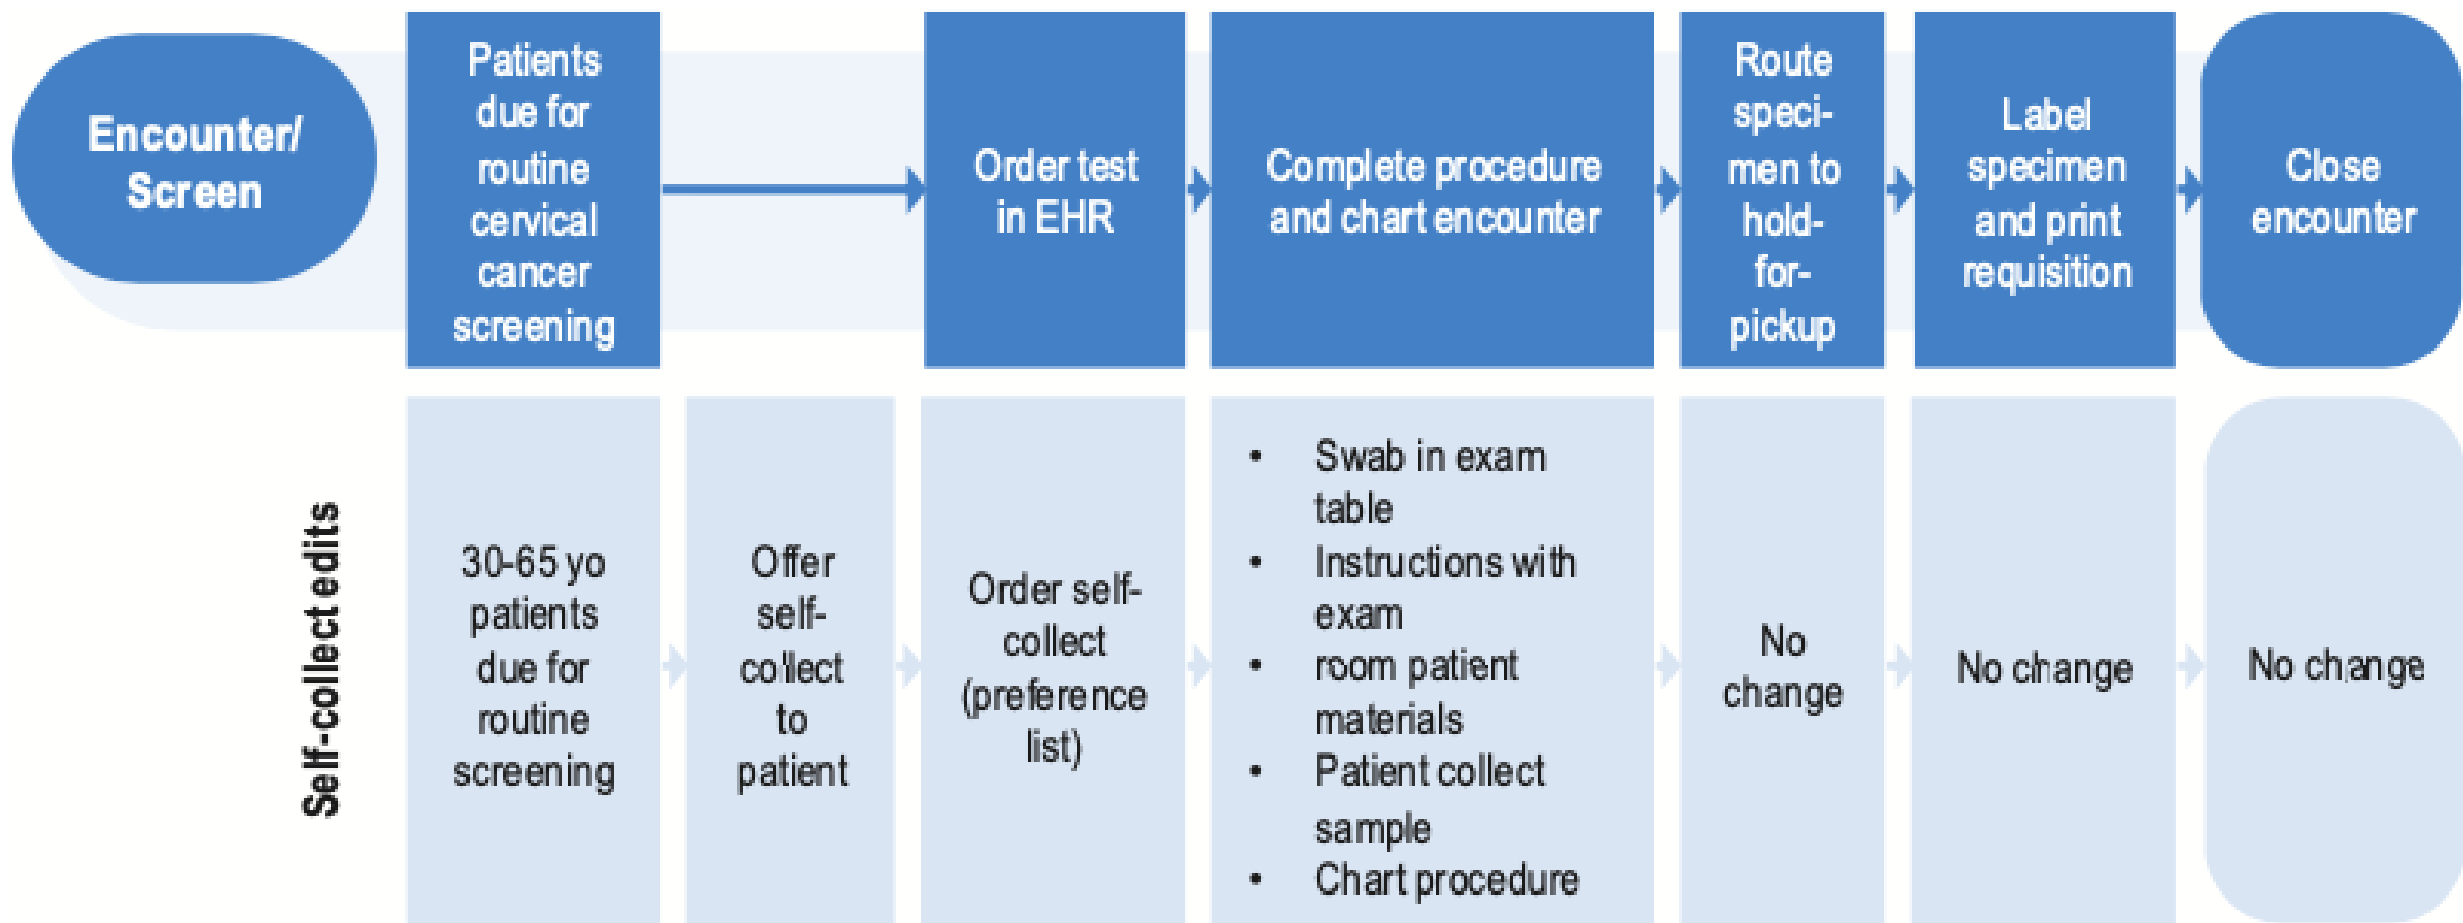 Encounter/
Screen
Patients
due for
routine
cervical
cancer
screening
Order test
in EHR
Complete procedure
and chart encounter
Route
speci-
men to
hold-
for-
pickup
Label
specimen
and print
requisition
Close
encounter
Self-collect edits
30-65 yo
patients
due for
routine
screening
Offer
self-
collect
to
patient
Order self-
collect
(preference
list)
• Swab in exam
table
• Instructions with
exam
• room patient
materials
• Patient collect
sample
• Chart procedure
No
change
No change
No change